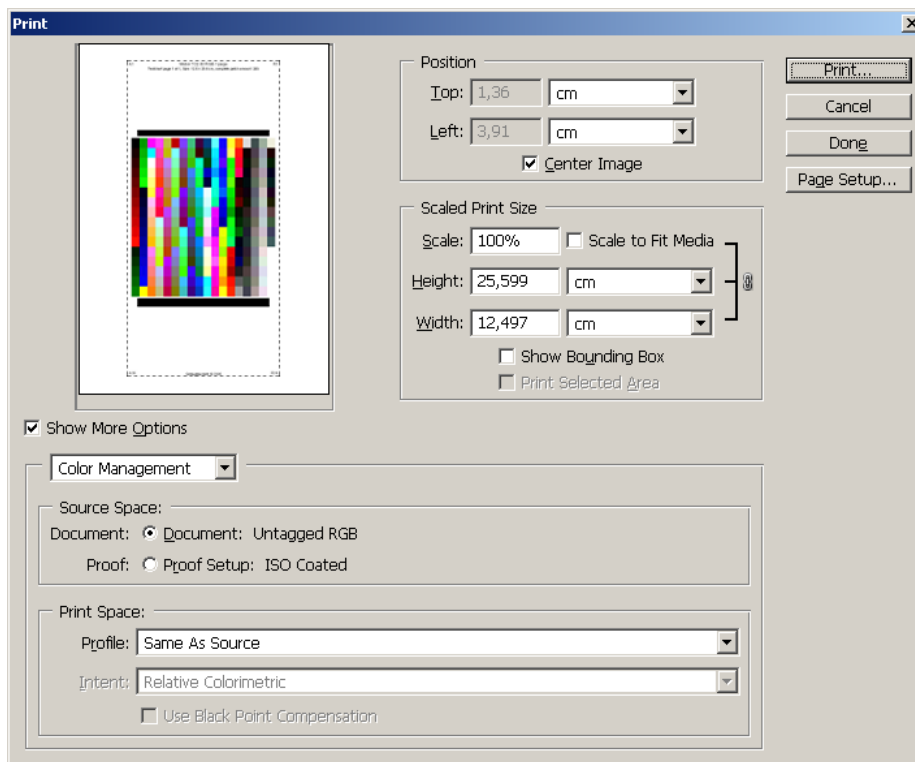 Print
Position
Top: 1,36 cm
Left: 3,91 cm
Center Image
Print...
Cancel
Done
Page Setup...
Scaled Print Size
Scale: 100% Scale to Fit Media
Height: 25,599 cm
Width: 12,497 cm
Show Bounding Box
Print Selected Area
Show More Options
Color Management
Source Space:
Document: Document: Untagged RGB
Proof: Proof Setup: ISO Coated
Print Space:
Profile: Same As Source
Intent: Relative Colorimetric
Use Black Point Compensation